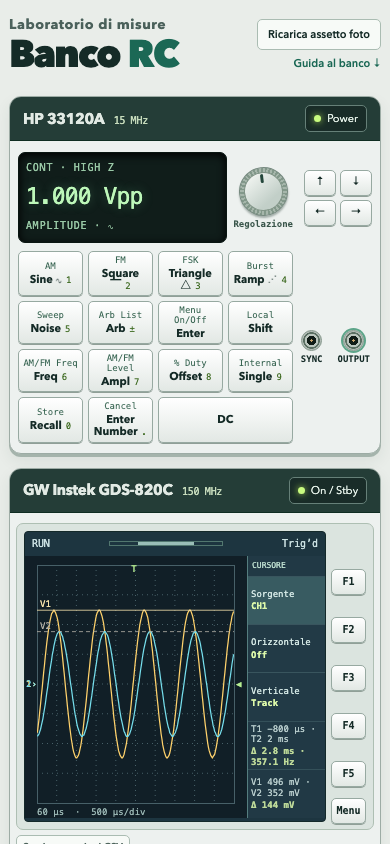 Laboratorio di misure
Banco RC
Ricarica assetto foto
Guida al banco ↓
HP 33120A 15 MHz
Power
CONT · HIGH Z
1.000 Vpp
AMPLITUDE · ∿
Regolazione
↑ ↓
← →
AM
Sine ∿ 1
FM
Square
2
FSK
Triangle
△ 3
Burst
Ramp ⋰ 4
Sweep
Noise 5
Arb List
Arb ±
Menu
On/Off
Enter
Local
Shift
AM/FM Freq
Freq 6
AM/FM
Level
Ampl 7
% Duty
Offset 8
Internal
Single 9
SYNC OUTPUT
Store
Recall 0
Cancel
Enter
Number .
DC
GW Instek GDS-820C 150 MHz
On / Stby
RUN
Trig'd
T
V1
V2
CURSORE
Sorgente
CH1
Orizzontale
Off
Verticale
Track
T1 −800 µs ·
T2 2 ms
Δ 2.8 ms ·
357.1 Hz
V1 496 mV ·
V2 352 mV
Δ 144 mV
60 µs · 500 µs/div
F1
F2
F3
F4
F5
Menu